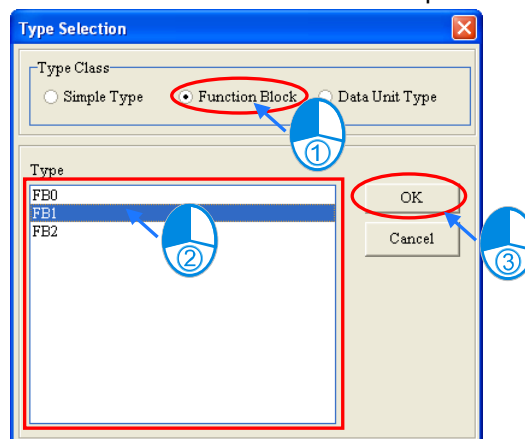 Type Selection
Type Class
Simple Type Function Block Data Unit Type
①
Type
FB0
FB1
FB2
②
OK
Cancel
③